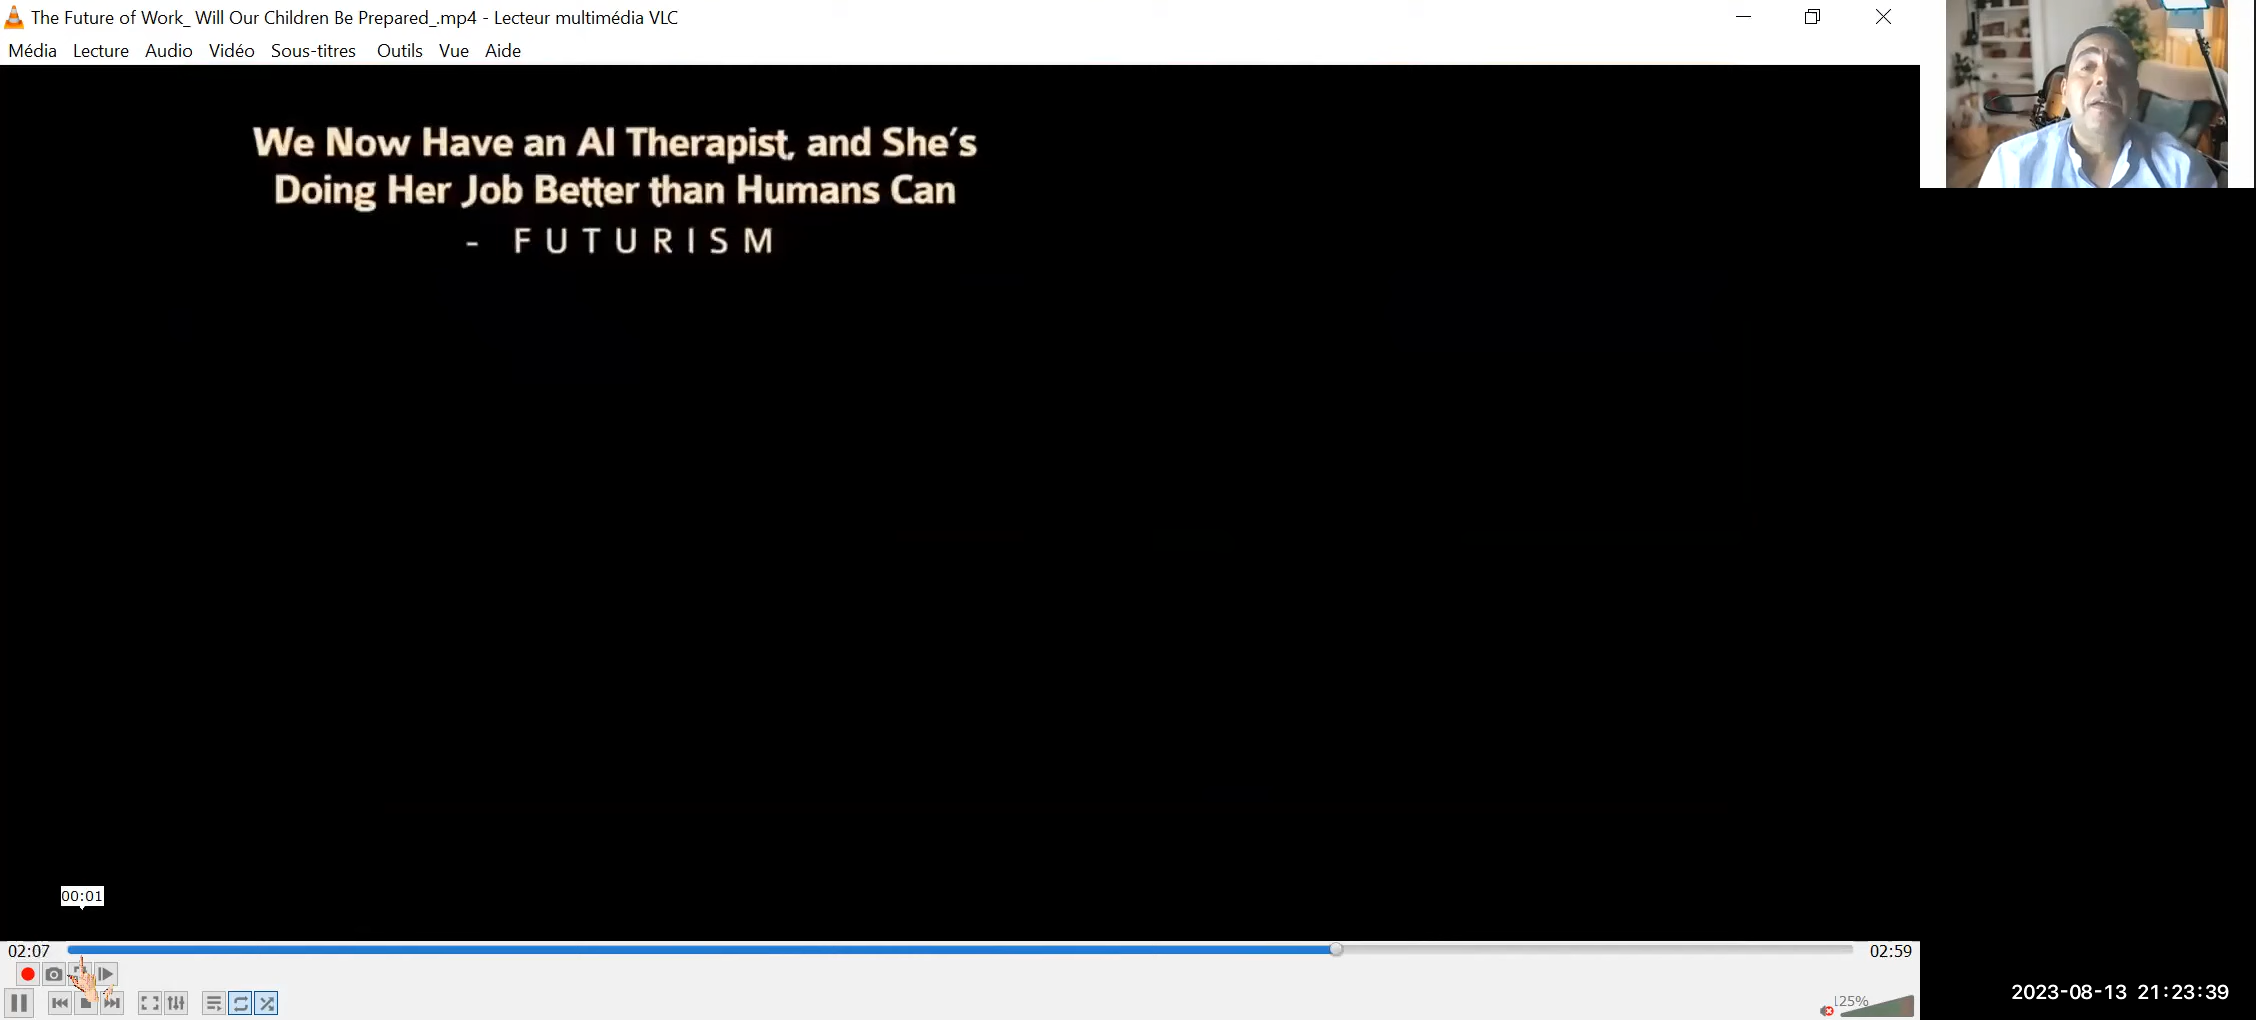 The Future of Work_ Will Our Children Be Prepared_.mp4 - Lecteur multimédia VLC
Média Lecture Audio Vidéo Sous-titres Outils Vue Aide
We Now Have an AI Therapist, and She's
Doing Her Job Better than Humans Can
- FUTURISM
00:01
02:07
02:59
125%
2023-08-13 21:23:39